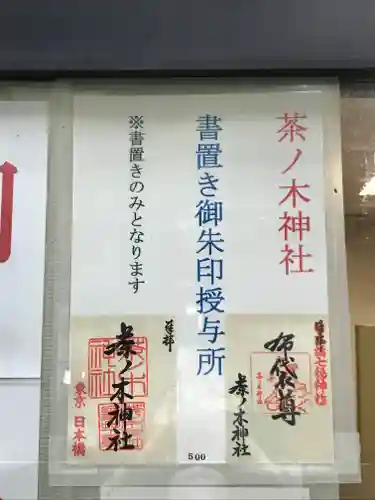 茶ノ木神社
書置き御朱印授与所
※書置きのみとなります
布袋尊
茶ノ木神社
茶ノ木神社
東京 日本橋
500